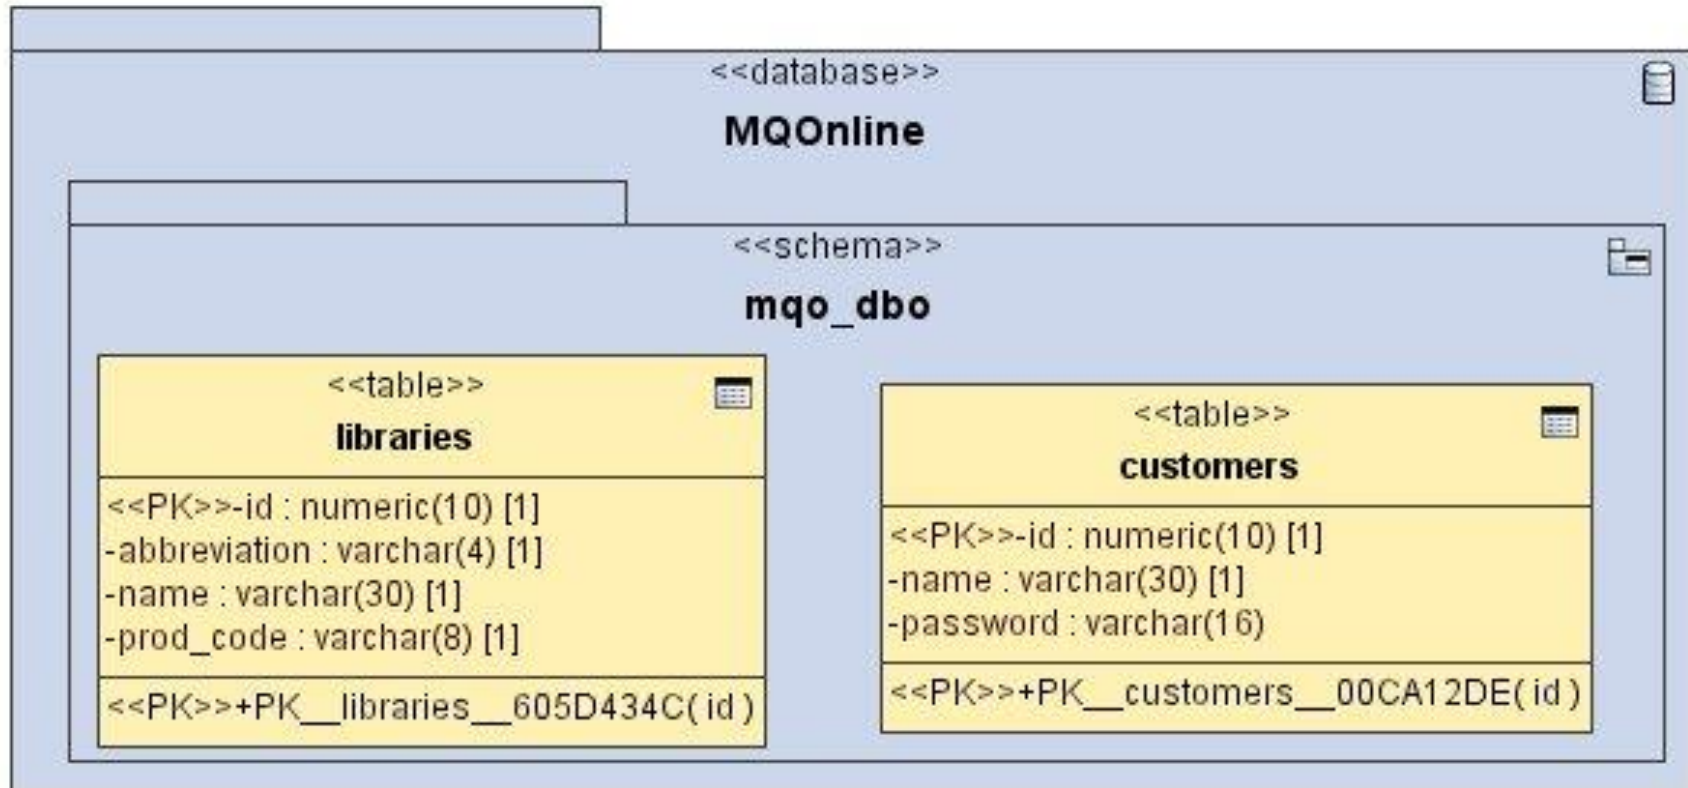 <<database>>
MQOnline
<<schema>>
mqo_dbo
<<table>>
libraries
<<PK>>-id : numeric(10) [1]
-abbreviation : varchar(4) [1]
-name : varchar(30) [1]
-prod_code : varchar(8) [1]
<<PK>>+PK__libraries__605D434C( id )
<<table>>
customers
<<PK>>-id : numeric(10) [1]
-name : varchar(30) [1]
-password : varchar(16)
<<PK>>+PK__customers__00CA12DE( id )